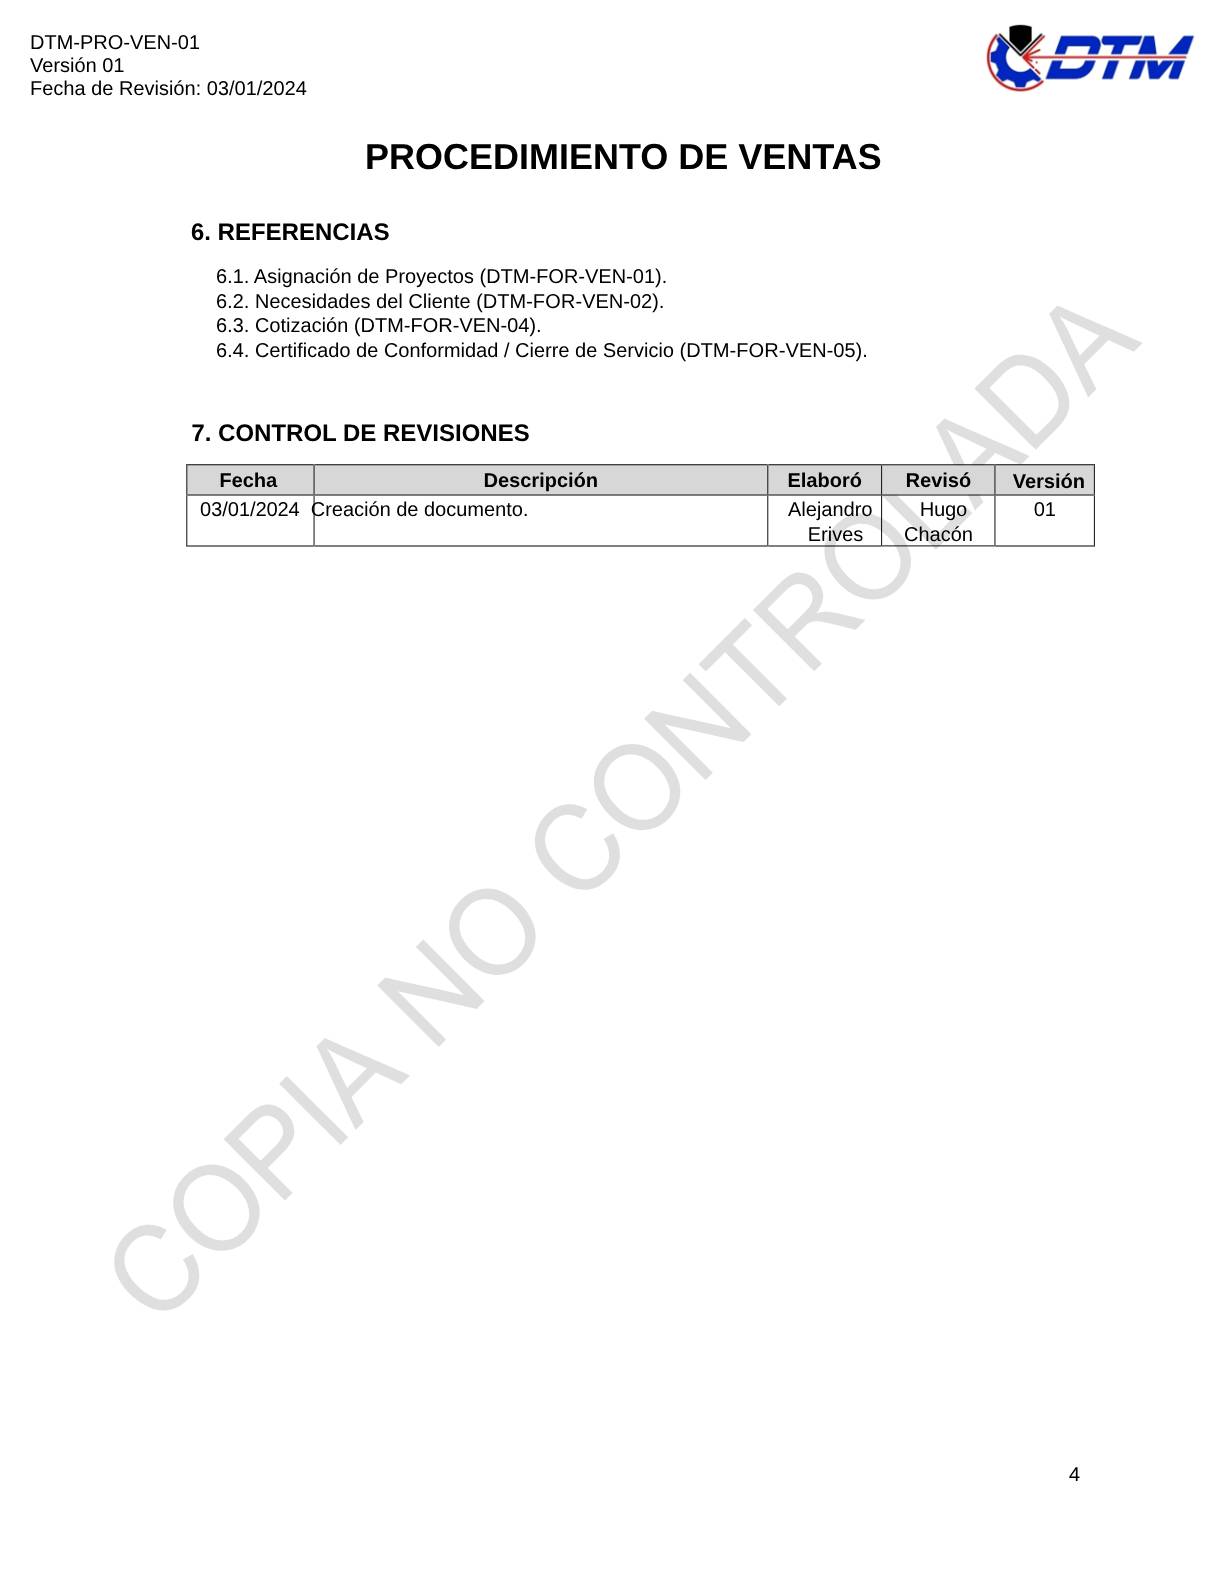 DTM-PRO-VEN-01
Versión 01
Fecha de Revisión: 03/01/2024
DTM
PROCEDIMIENTO DE VENTAS
6. REFERENCIAS
6.1. Asignación de Proyectos (DTM-FOR-VEN-01).
6.2. Necesidades del Cliente (DTM-FOR-VEN-02).
6.3. Cotización (DTM-FOR-VEN-04).
6.4. Certificado de Conformidad / Cierre de Servicio (DTM-FOR-VEN-05).
7. CONTROL DE REVISIONES
Fecha Descripción Elaboró Revisó Versión
03/01/2024 Creación de documento. Alejandro Hugo 01
Erives Chacón
COPIA NO CONTROLADA
4